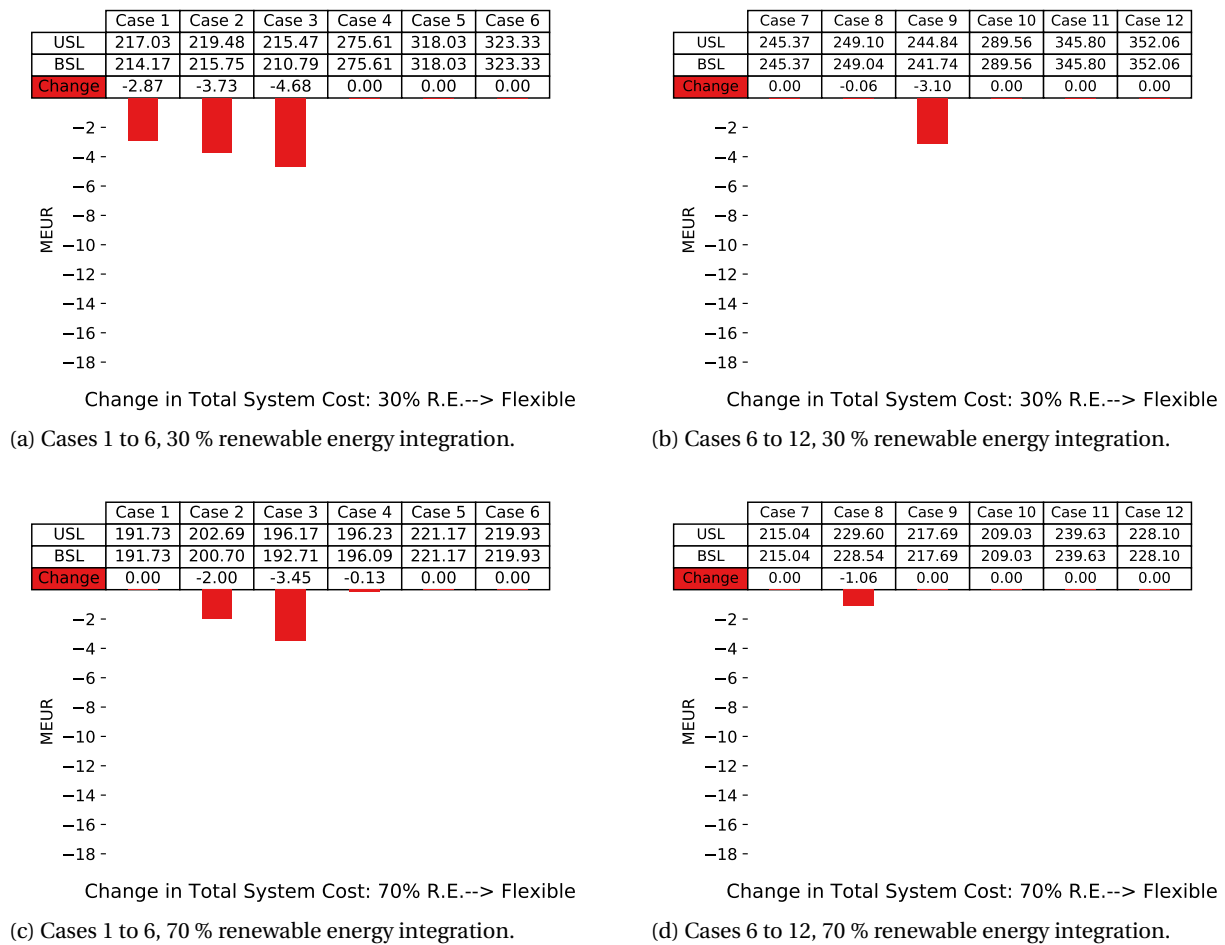 Case 1 Case 2 Case 3 Case 4 Case 5 Case 6
USL 217.03 219.48 215.47 275.61 318.03 323.33
BSL 214.17 215.75 210.79 275.61 318.03 323.33
Change -2.87 -3.73 -4.68 0.00 0.00 0.00
−2
−4
−6
−8
−10
−12
−14
−16
−18
MEUR
Change in Total System Cost: 30% R.E.--> Flexible
(a) Cases 1 to 6, 30 % renewable energy integration.
Case 7 Case 8 Case 9 Case 10 Case 11 Case 12
USL 245.37 249.10 244.84 289.56 345.80 352.06
BSL 245.37 249.04 241.74 289.56 345.80 352.06
Change 0.00 -0.06 -3.10 0.00 0.00 0.00
−2
−4
−6
−8
−10
−12
−14
−16
−18
MEUR
Change in Total System Cost: 30% R.E.--> Flexible
(b) Cases 6 to 12, 30 % renewable energy integration.
Case 1 Case 2 Case 3 Case 4 Case 5 Case 6
USL 191.73 202.69 196.17 196.23 221.17 219.93
BSL 191.73 200.70 192.71 196.09 221.17 219.93
Change 0.00 -2.00 -3.45 -0.13 0.00 0.00
−2
−4
−6
−8
−10
−12
−14
−16
−18
MEUR
Change in Total System Cost: 70% R.E.--> Flexible
(c) Cases 1 to 6, 70 % renewable energy integration.
Case 7 Case 8 Case 9 Case 10 Case 11 Case 12
USL 215.04 229.60 217.69 209.03 239.63 228.10
BSL 215.04 228.54 217.69 209.03 239.63 228.10
Change 0.00 -1.06 0.00 0.00 0.00 0.00
−2
−4
−6
−8
−10
−12
−14
−16
−18
MEUR
Change in Total System Cost: 70% R.E.--> Flexible
(d) Cases 6 to 12, 70 % renewable energy integration.